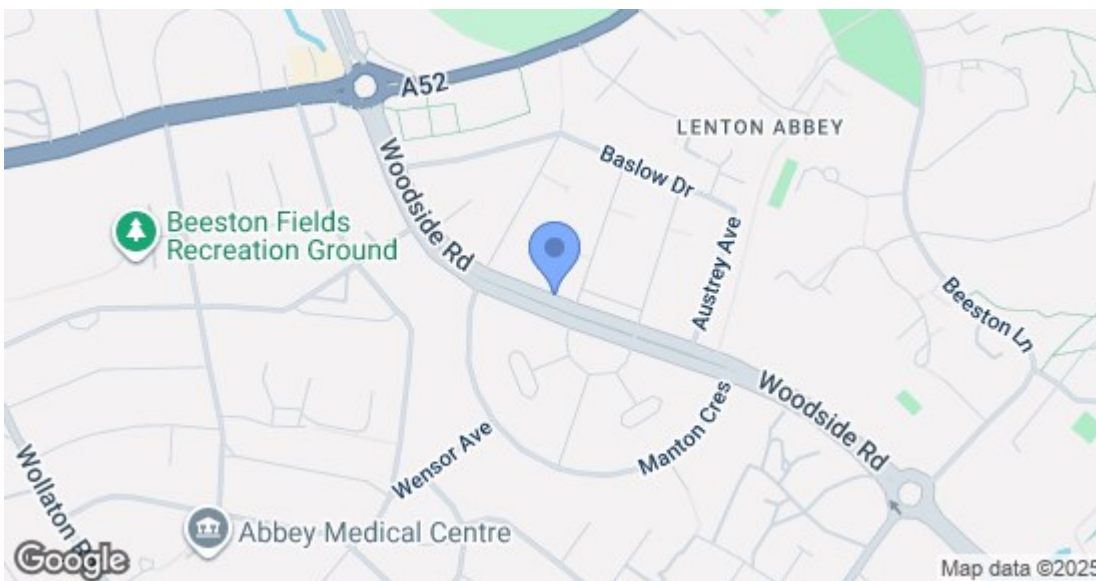 A52
LENTON ABBEY
Baslow Dr
Woodside Rd
Beeston Fields
Recreation Ground
Austrey Ave
Beeston Ln
Woodside Rd
Manton Cres
Wensor Ave
Wollaton
Abbey Medical Centre
Google
Map data ©2025